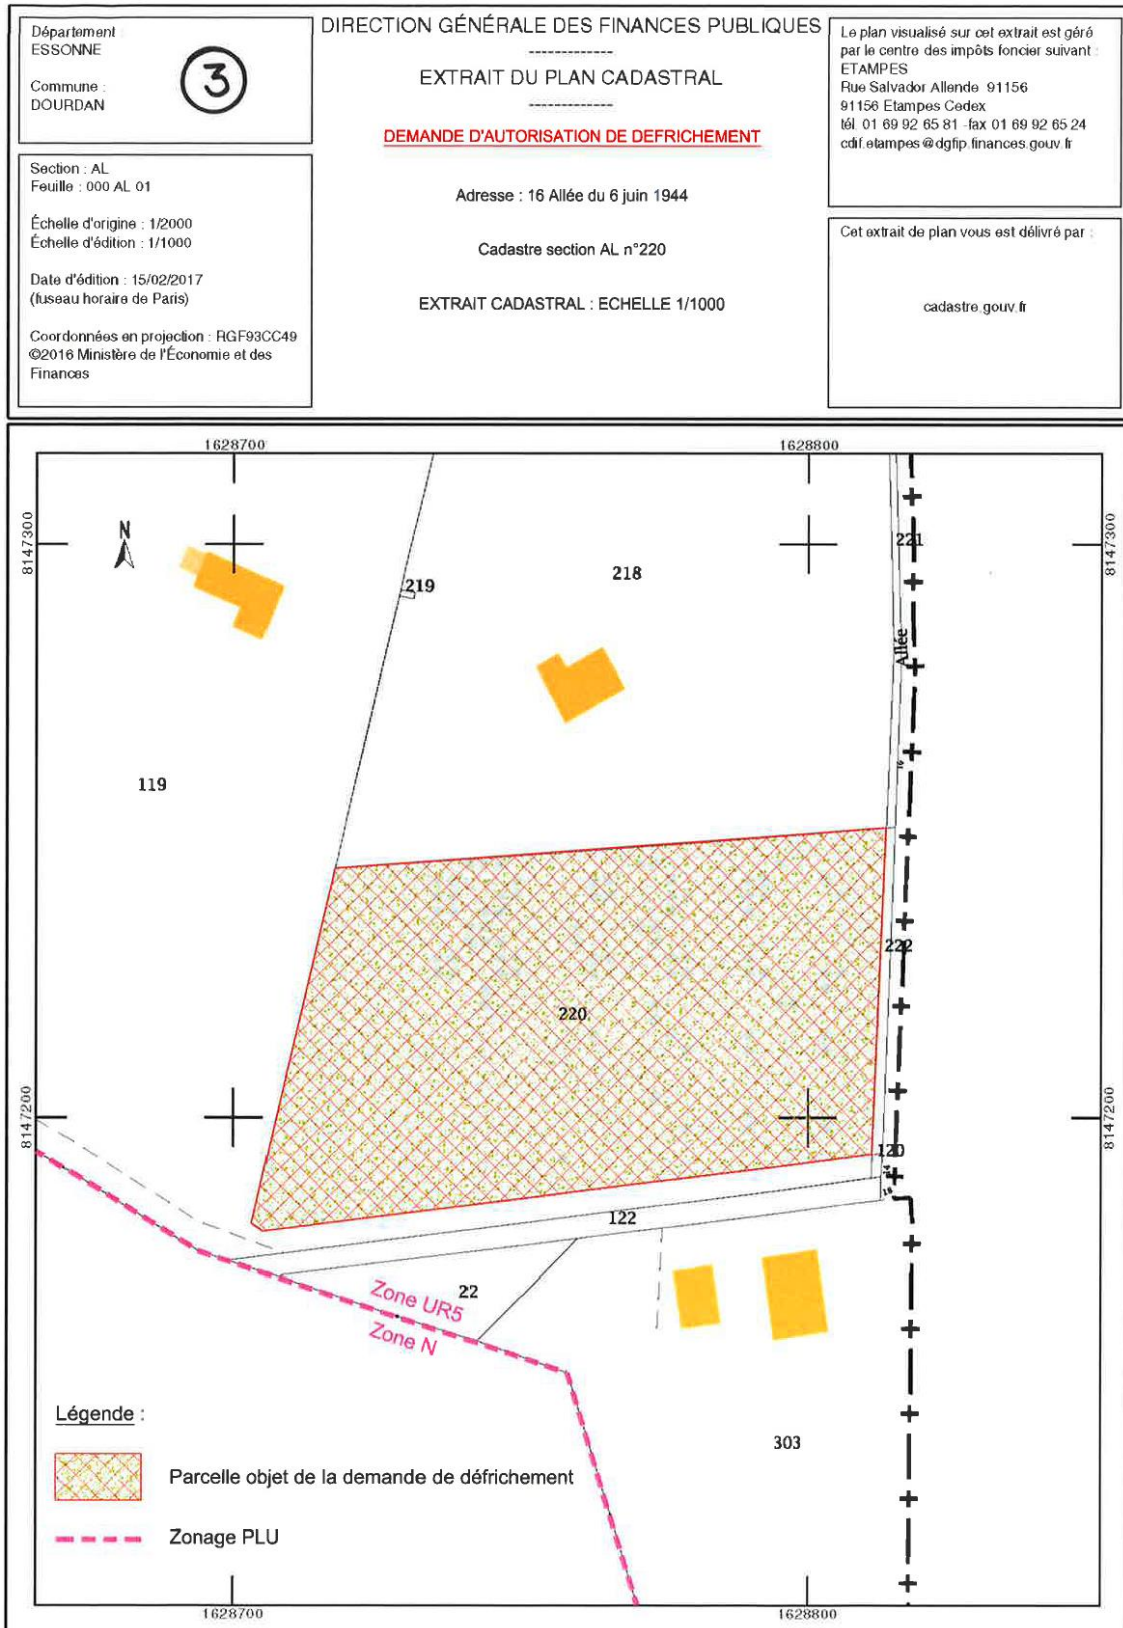 Département :
ESSONNE
Commune :
DOURDAN
3
Section : AL
Feuille : 000 AL 01
Échelle d'origine : 1/2000
Échelle d'édition : 1/1000
Date d'édition : 15/02/2017
(fuseau horaire de Paris)
Coordonnées en projection : RGF93CC49
©2016 Ministère de l'Économie et des
Finances
DIRECTION GÉNÉRALE DES FINANCES PUBLIQUES
-------------
EXTRAIT DU PLAN CADASTRAL
-------------
DEMANDE D'AUTORISATION DE DEFRICHEMENT
Adresse : 16 Allée du 6 juin 1944
Cadastre section AL n°220
EXTRAIT CADASTRAL : ECHELLE 1/1000
Le plan visualisé sur cet extrait est géré
par le centre des impôts foncier suivant :
ETAMPES
Rue Salvador Allende 91156
91156 Etampes Cedex
tél. 01 69 92 65 81 -fax 01 69 92 65 24
cdif.etampes@dgfip.finances.gouv.fr
Cet extrait de plan vous est délivré par :
cadastre.gouv.fr
1628700
1628800
8147300
8147300
N
221
219
218
Allée
16
119
222
220
8147200
8147200
120
14
122
22
Zone UR5
Zone N
303
Légende :
Parcelle objet de la demande de défrichement
Zonage PLU
1628700
1628800